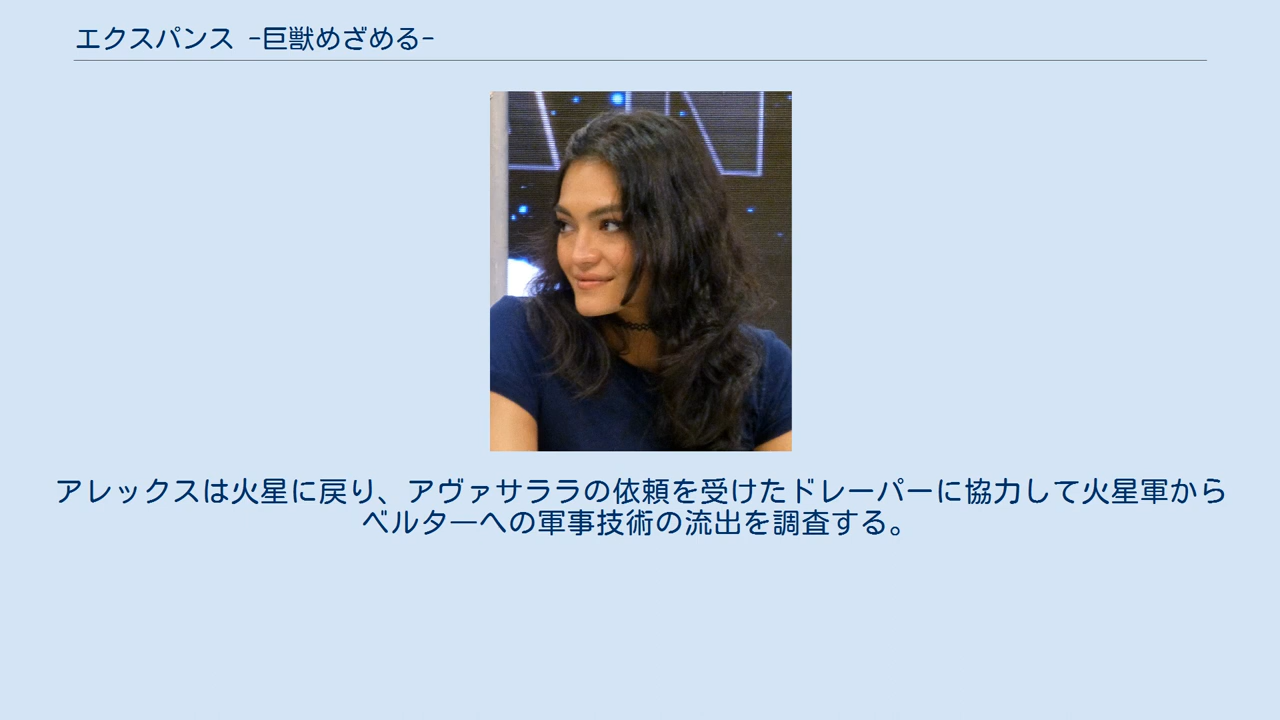 エクスパンス -巨獣めざめる-
アレックスは火星に戻り、アヴァサララの依頼を受けたドレーパーに協力して火星軍から
ベルタ―への軍事技術の流出を調査する。